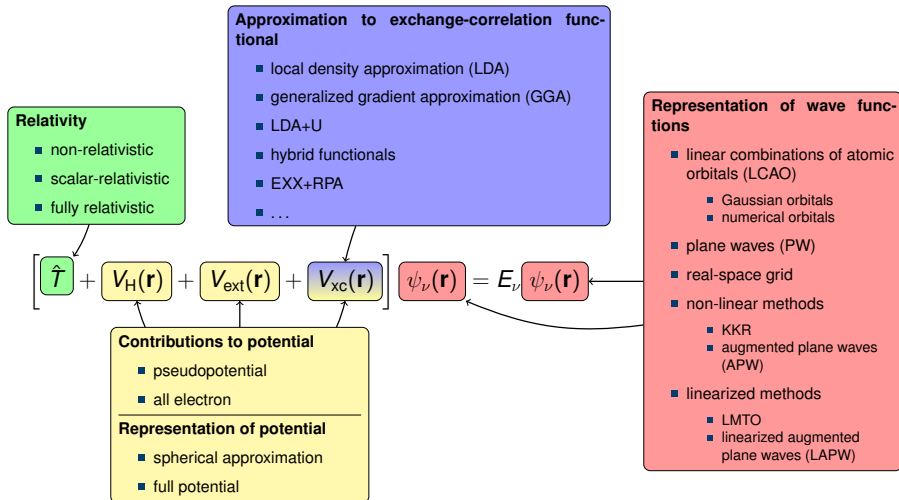 Approximation to exchange-correlation func-
tional
local density approximation (LDA)
generalized gradient approximation (GGA)
LDA+U
hybrid functionals
EXX+RPA
. . .
Relativity
non-relativistic
scalar-relativistic
fully relativistic
Representation of wave func-
tions
linear combinations of atomic
orbitals (LCAO)
Gaussian orbitals
numerical orbitals
plane waves (PW)
real-space grid
non-linear methods
KKR
augmented plane waves
(APW)
linearized methods
LMTO
linearized augmented
plane waves (LAPW)
[T̂ + V_H(r) + V_ext(r) + V_xc(r)] ψ_ν(r) = E_ν ψ_ν(r)
Contributions to potential
pseudopotential
all electron
Representation of potential
spherical approximation
full potential